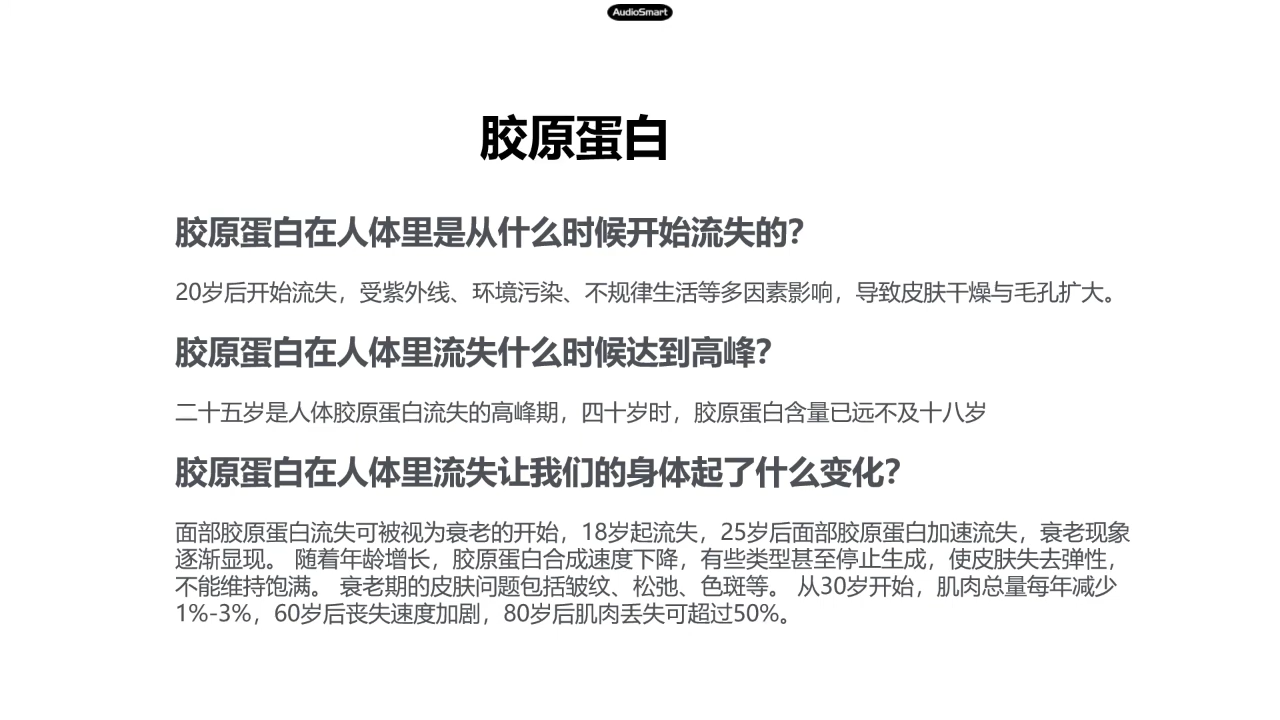 AudioSmart
胶原蛋白
胶原蛋白在人体里是从什么时候开始流失的？
20岁后开始流失，受紫外线、环境污染、不规律生活等多因素影响，导致皮肤干燥与毛孔扩大。
胶原蛋白在人体里流失什么时候达到高峰？
二十五岁是人体胶原蛋白流失的高峰期，四十岁时，胶原蛋白含量已远不及十八岁
胶原蛋白在人体里流失让我们的身体起了什么变化？
面部胶原蛋白流失可被视为衰老的开始，18岁起流失，25岁后面部胶原蛋白加速流失，衰老现象
逐渐显现。 随着年龄增长，胶原蛋白合成速度下降，有些类型甚至停止生成，使皮肤失去弹性，
不能维持饱满。 衰老期的皮肤问题包括皱纹、松弛、色斑等。 从30岁开始，肌肉总量每年减少
1%-3%，60岁后丧失速度加剧，80岁后肌肉丢失可超过50%。